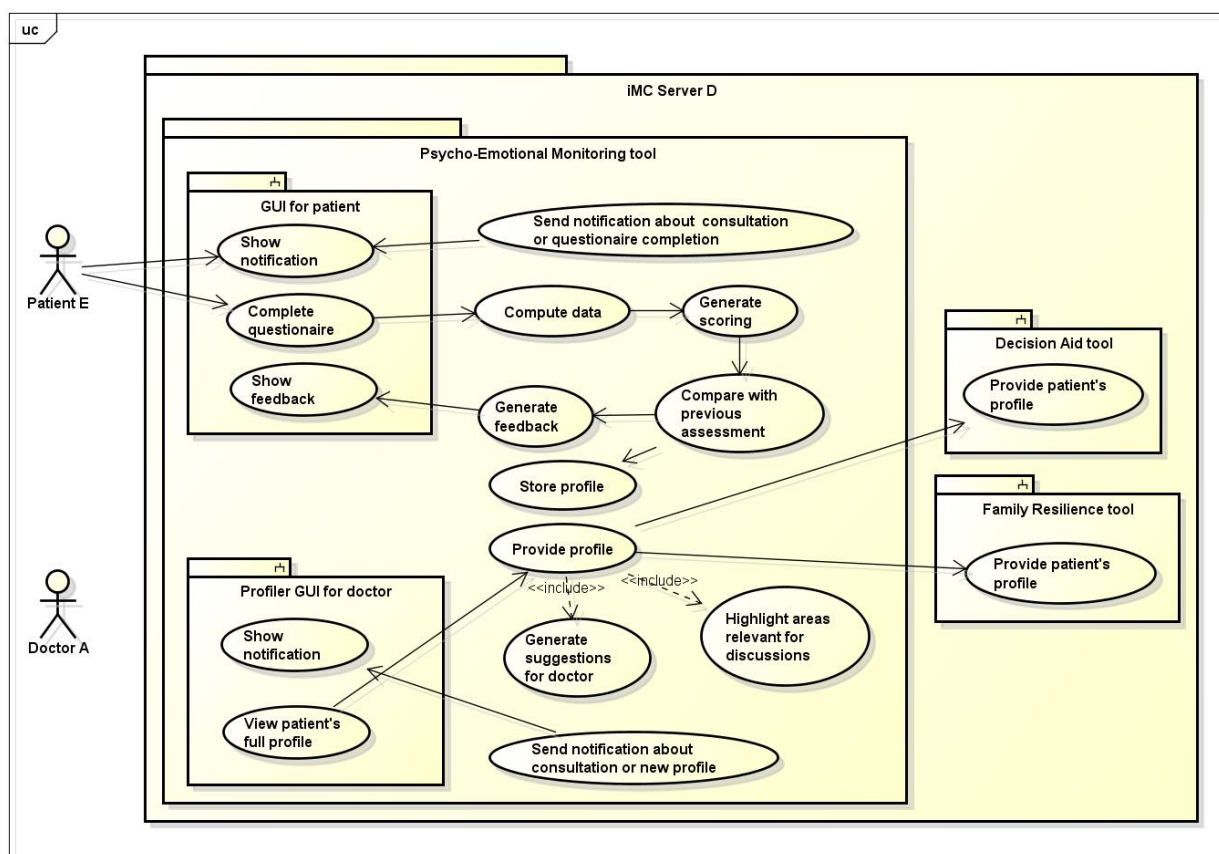 uc
iMC Server D
Psycho-Emotional Monitoring tool
GUI for patient
Show
notification
Send notification about consultation
or questionaire completion
Patient E
Complete
questionaire
Compute data
Generate
scoring
Decision Aid tool
Provide patient's
profile
Show
feedback
Generate
feedback
Compare with
previous
assessment
Store profile
Family Resilience tool
Provide patient's
profile
Provide profile
<<include>>
<<include>>
Profiler GUI for doctor
Doctor A
Show
notification
Generate
suggestions
for doctor
Highlight areas
relevant for
discussions
View patient's
full profile
Send notification about
consultation or new profile